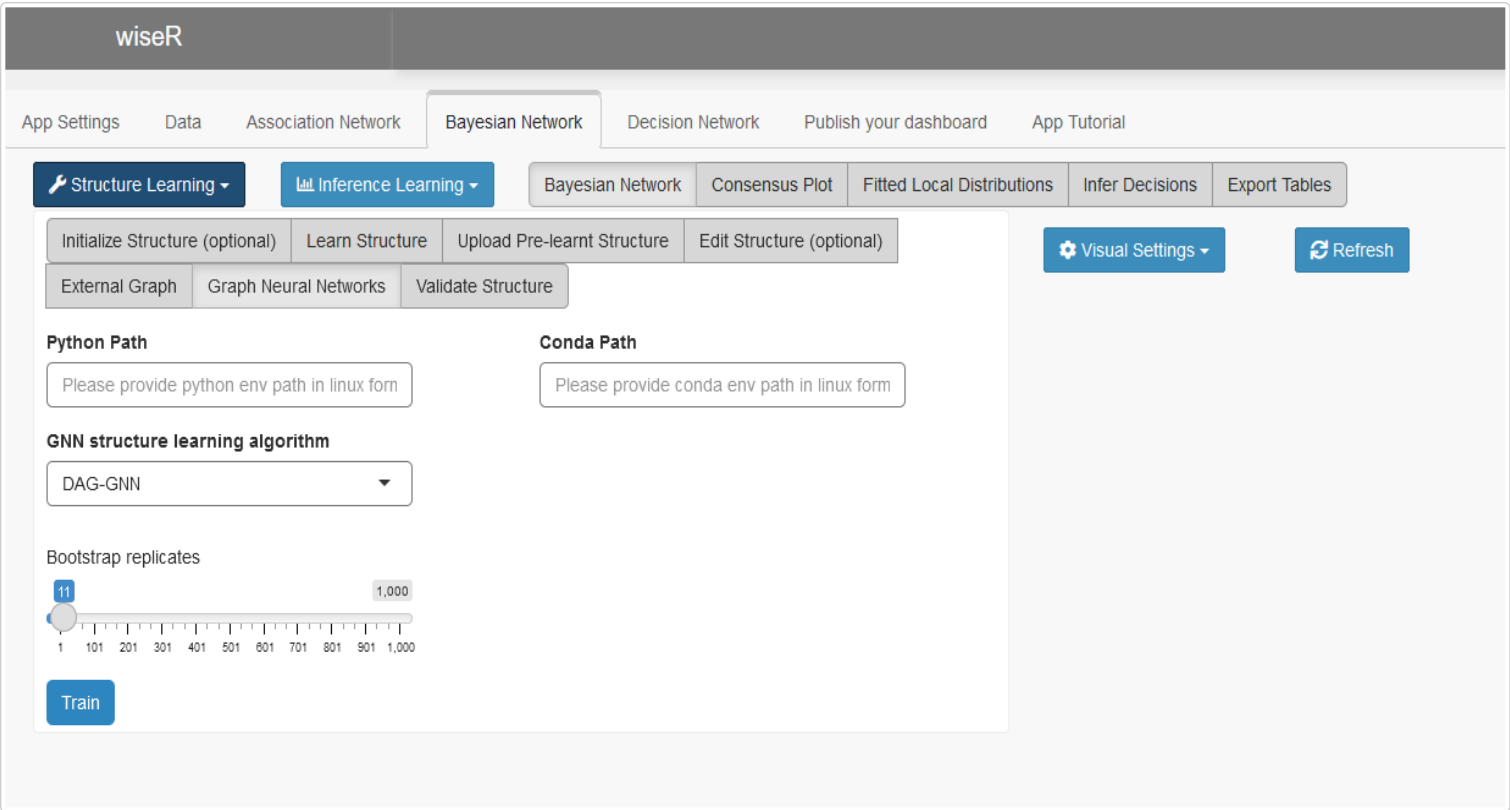 wiseR
App Settings Data Association Network Bayesian Network Decision Network Publish your dashboard App Tutorial
Structure Learning Inference Learning Bayesian Network Consensus Plot Fitted Local Distributions Infer Decisions Export Tables
Initialize Structure (optional) Learn Structure Upload Pre-learnt Structure Edit Structure (optional)
Visual Settings Refresh
External Graph Graph Neural Networks Validate Structure
Python Path Conda Path
Please provide python env path in linux form Please provide conda env path in linux form
GNN structure learning algorithm
DAG-GNN
Bootstrap replicates
11 1,000
1 101 201 301 401 501 601 701 801 901 1,000
Train